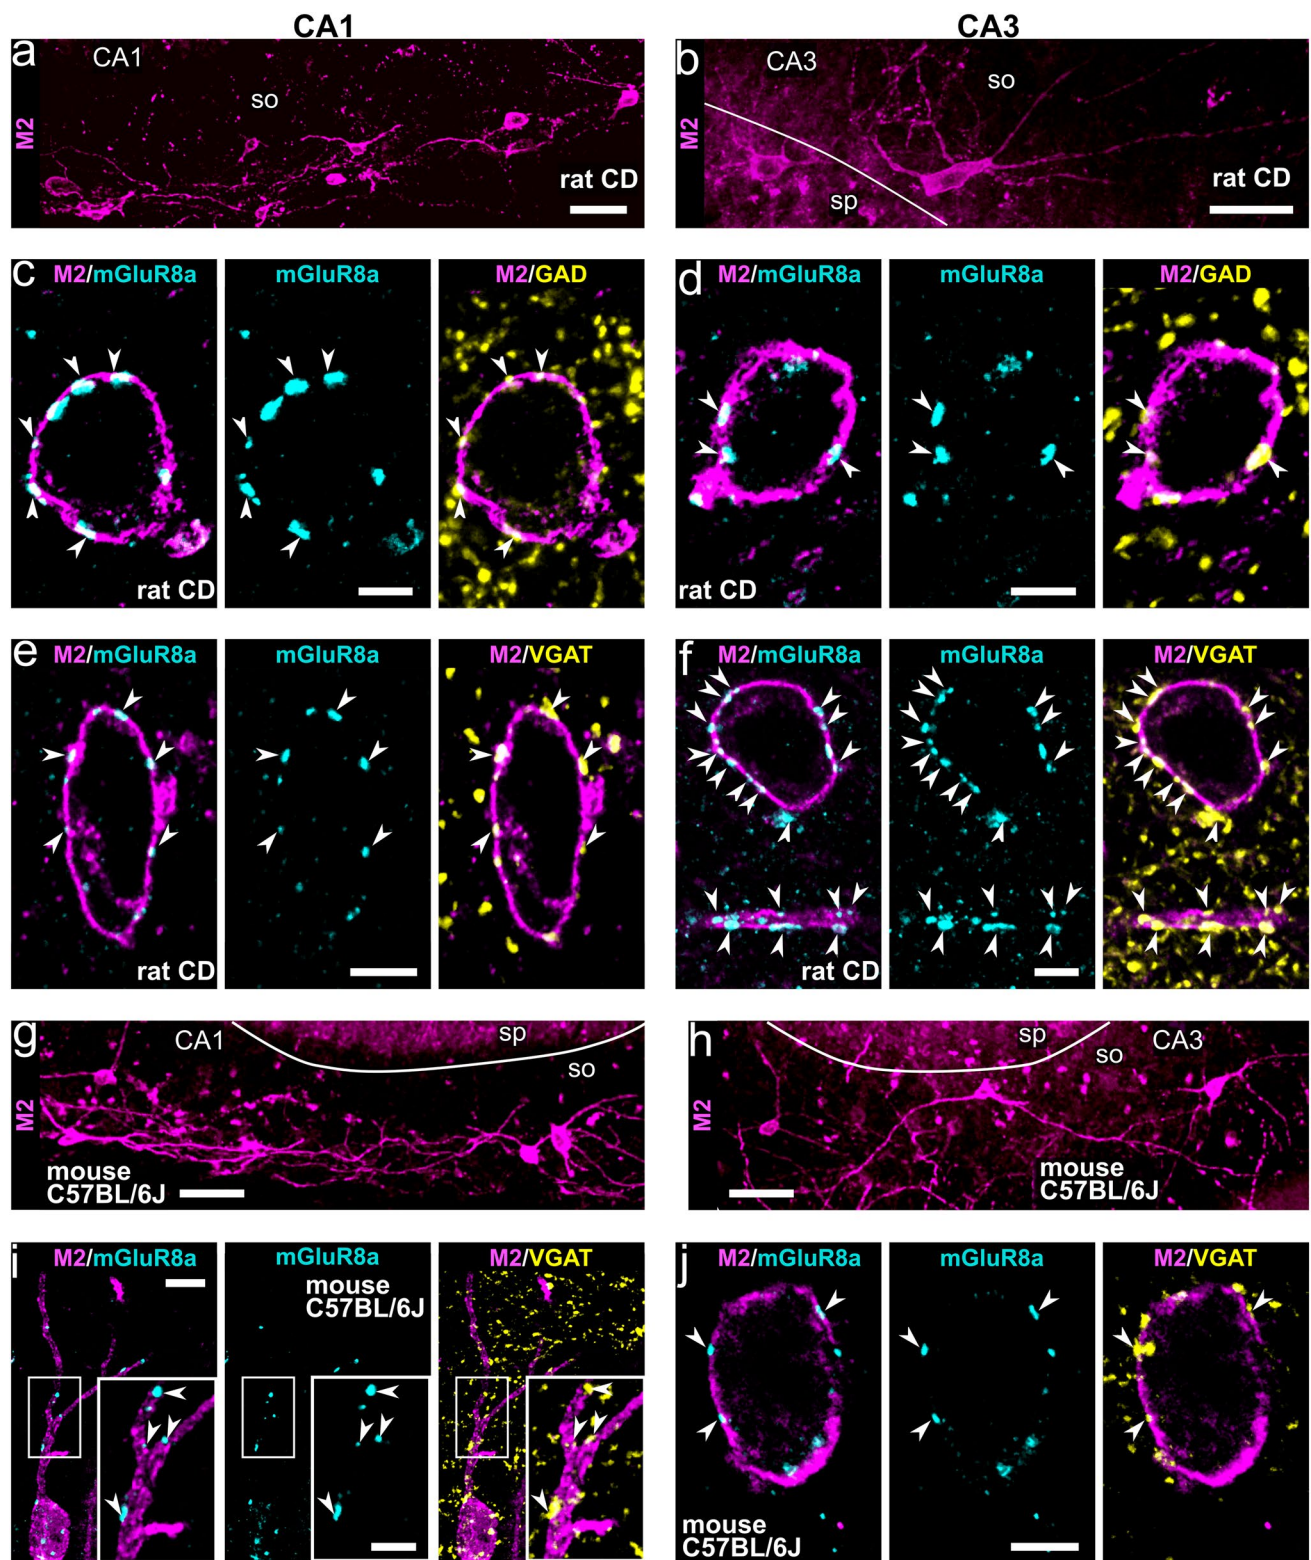 CA1
CA3
a
CA1
so
M2
rat CD
b
CA3
so
sp
M2
rat CD
c
M2/mGluR8a
mGluR8a
M2/GAD
rat CD
d
M2/mGluR8a
mGluR8a
M2/GAD
rat CD
e
M2/mGluR8a
mGluR8a
M2/VGAT
rat CD
f
M2/mGluR8a
mGluR8a
M2/VGAT
rat CD
g
CA1
sp
so
M2
mouse
C57BL/6J
h
sp
so
CA3
M2
mouse
C57BL/6J
i
M2/mGluR8a
mGluR8a
mouse
C57BL/6J
M2/VGAT
j
M2/mGluR8a
mGluR8a
M2/VGAT
mouse
C57BL/6J